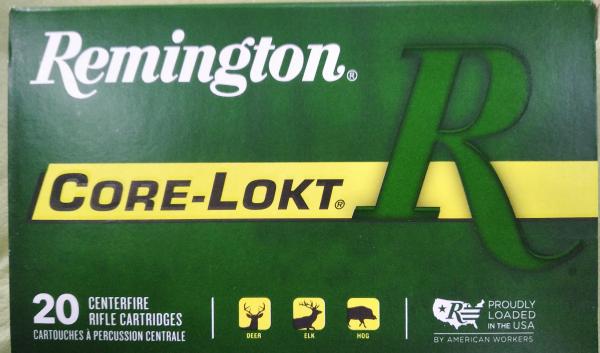 Remington®
R
CORE-LOKT®
20 CENTERFIRE
RIFLE CARTRIDGES
CARTOUCHES À PERCUSSION CENTRALE
DEER
ELK
HOG
R
PROUDLY
LOADED
IN THE USA
BY AMERICAN WORKERS